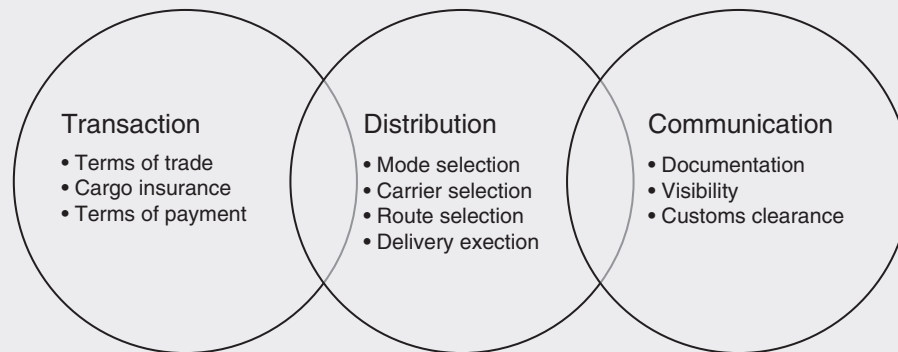 Transaction
• Terms of trade
• Cargo insurance
• Terms of payment
Distribution
• Mode selection
• Carrier selection
• Route selection
• Delivery exection
Communication
• Documentation
• Visibility
• Customs clearance